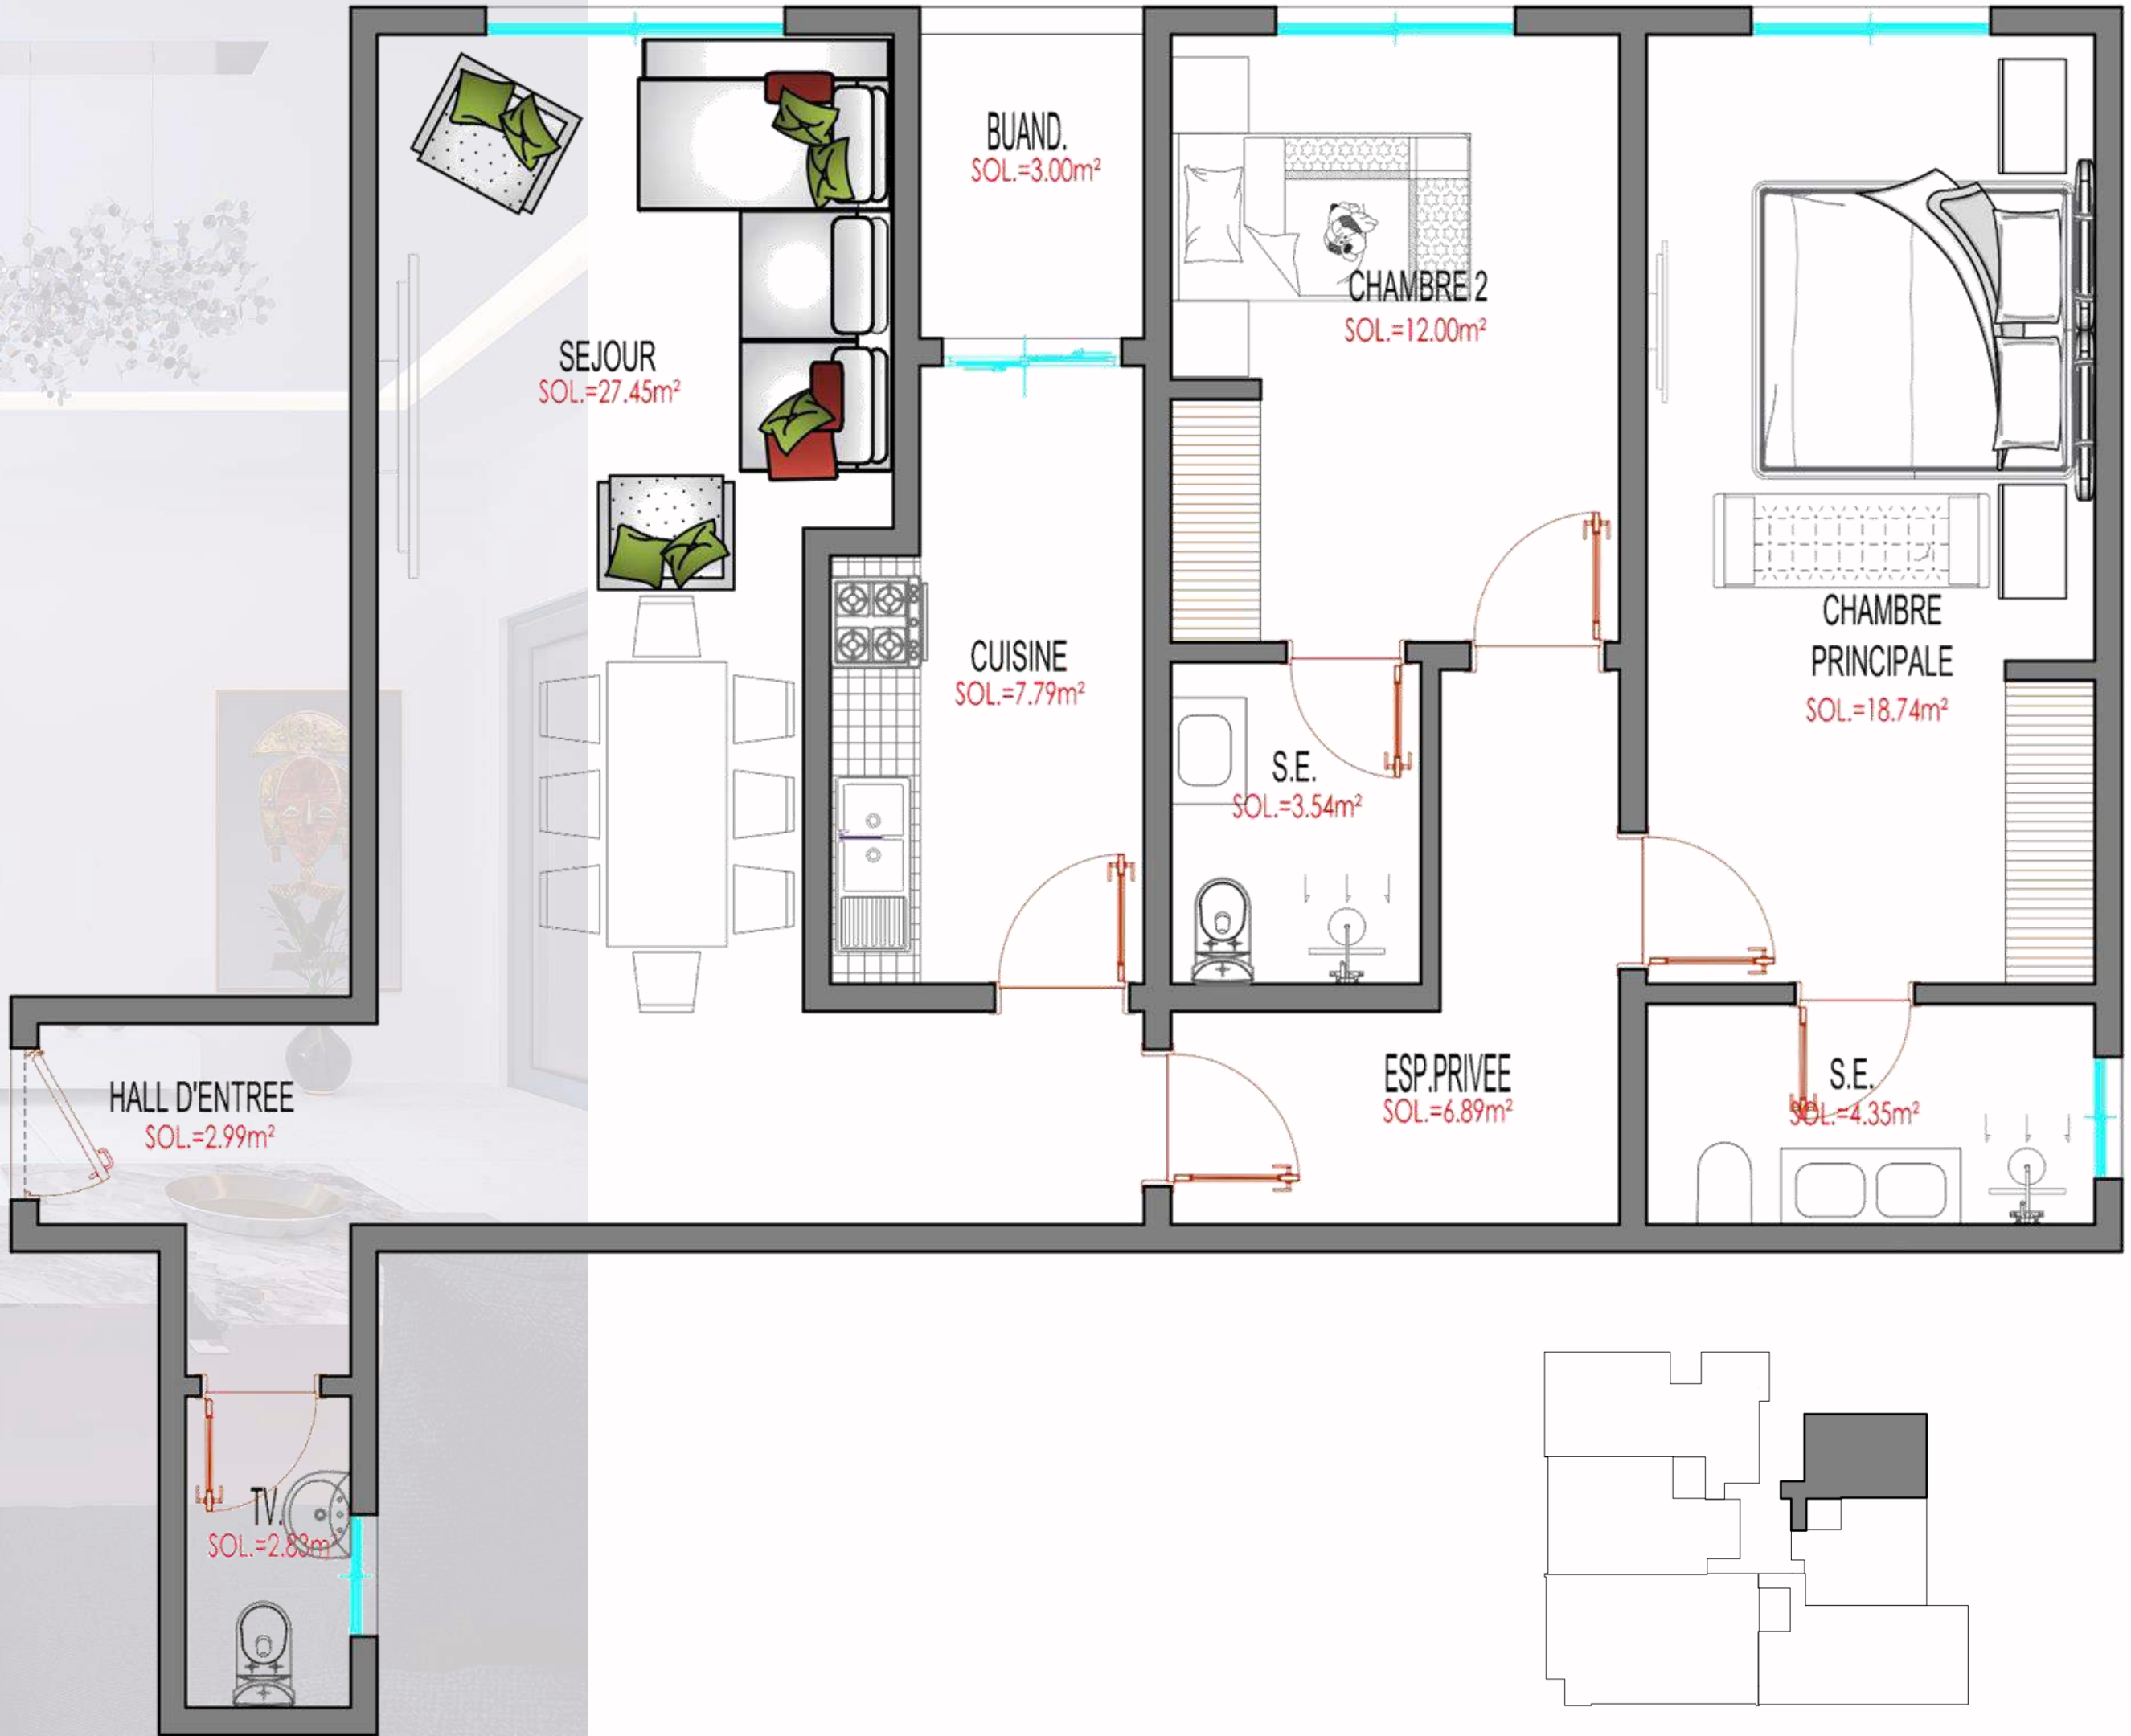 BUAND.
SOL.=3.00m²
CHAMBRE 2
SOL.=12.00m²
SEJOUR
SOL.=27.45m²
CHAMBRE
PRINCIPALE
SOL.=18.74m²
CUISINE
SOL.=7.79m²
S.E.
SOL.=3.54m²
HALL D'ENTREE
SOL.=2.99m²
ESP.PRIVEE
SOL.=6.89m²
S.E.
SOL.=4.35m²
TV.